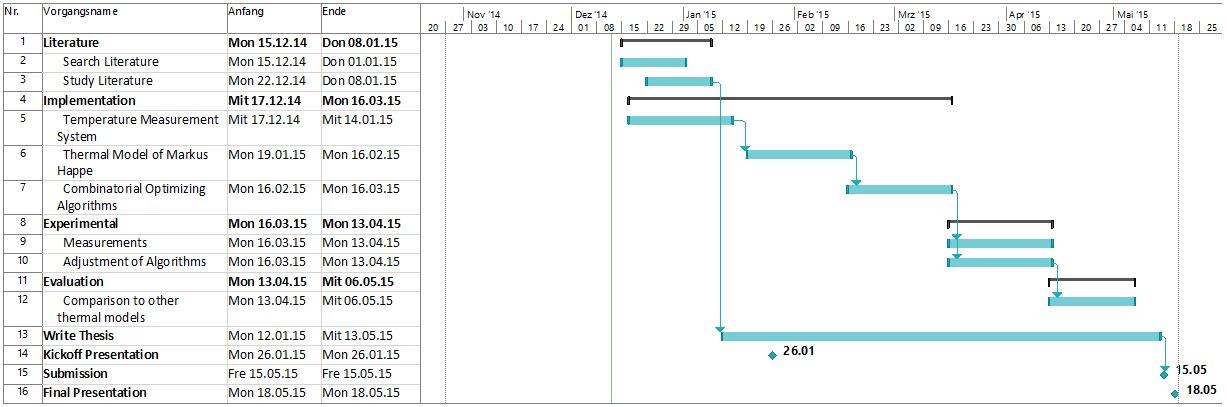 Nr. Vorgangsname Anfang Ende
Nov '14 Dez '14 Jan '15 Feb '15 Mrz '15 Apr '15 Mai '15
20 27 03 10 17 24 01 08 15 22 29 05 12 19 26 02 09 16 23 02 09 16 23 30 06 13 20 27 04 11 18 25
1 Literature Mon 15.12.14 Don 08.01.15
2 Search Literature Mon 15.12.14 Don 01.01.15
3 Study Literature Mon 22.12.14 Don 08.01.15
4 Implementation Mit 17.12.14 Mon 16.03.15
5 Temperature Measurement Mit 17.12.14 Mit 14.01.15
System
6 Thermal Model of Markus Mon 19.01.15 Mon 16.02.15
Happe
7 Combinatorial Optimizing Mon 16.02.15 Mon 16.03.15
Algorithms
8 Experimental Mon 16.03.15 Mon 13.04.15
9 Measurements Mon 16.03.15 Mon 13.04.15
10 Adjustment of Algorithms Mon 16.03.15 Mon 13.04.15
11 Evaluation Mon 13.04.15 Mit 06.05.15
12 Comparison to other Mon 13.04.15 Mit 06.05.15
thermal models
13 Write Thesis Mon 12.01.15 Mit 13.05.15
14 Kickoff Presentation Mon 26.01.15 Mon 26.01.15 26.01
15 Submission Fre 15.05.15 Fre 15.05.15 15.05
16 Final Presentation Mon 18.05.15 Mon 18.05.15 18.05